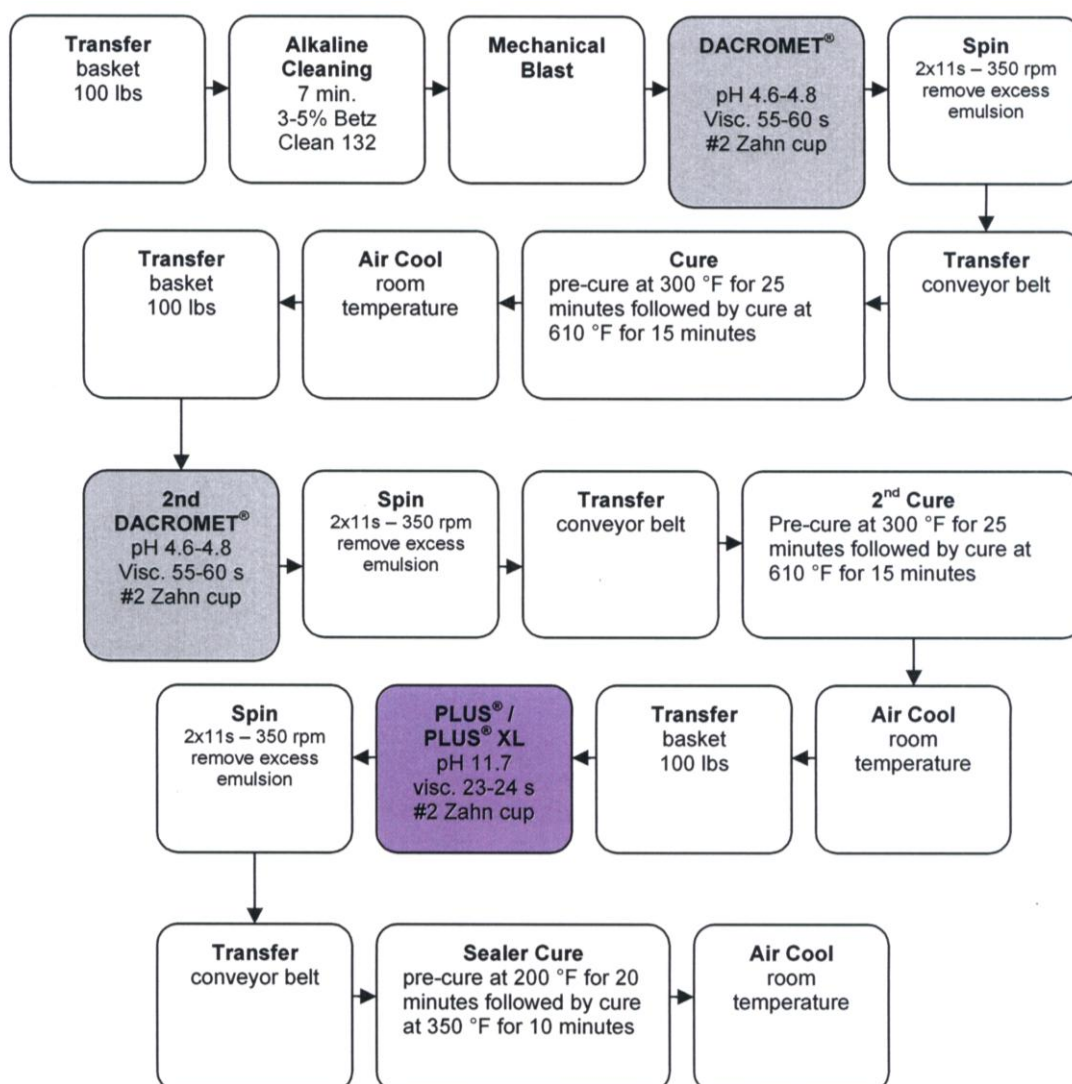 Transfer
basket
100 lbs
Alkaline
Cleaning
7 min.
3-5% Betz
Clean 132
Mechanical
Blast
DACROMET®
pH 4.6-4.8
Visc. 55-60 s
#2 Zahn cup
Spin
2x11s – 350 rpm
remove excess
emulsion
Transfer
conveyor belt
Cure
pre-cure at 300 °F for 25
minutes followed by cure at
610 °F for 15 minutes
Air Cool
room
temperature
Transfer
basket
100 lbs
2nd
DACROMET®
pH 4.6-4.8
Visc. 55-60 s
#2 Zahn cup
Spin
2x11s – 350 rpm
remove excess
emulsion
Transfer
conveyor belt
2nd Cure
Pre-cure at 300 °F for 25
minutes followed by cure at
610 °F for 15 minutes
Air Cool
room
temperature
Transfer
basket
100 lbs
PLUS® /
PLUS® XL
pH 11.7
visc. 23-24 s
#2 Zahn cup
Spin
2x11s – 350 rpm
remove excess
emulsion
Transfer
conveyor belt
Sealer Cure
pre-cure at 200 °F for 20
minutes followed by cure
at 350 °F for 10 minutes
Air Cool
room
temperature